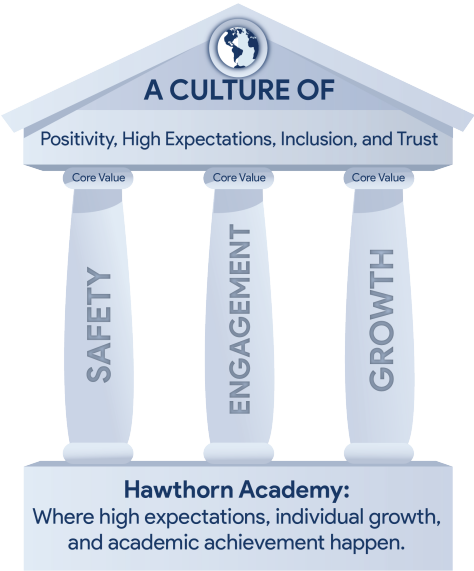 A CULTURE OF
Positivity, High Expectations, Inclusion, and Trust
Core Value
Core Value
Core Value
SAFETY
ENGAGEMENT
GROWTH
Hawthorn Academy:
Where high expectations, individual growth,
and academic achievement happen.